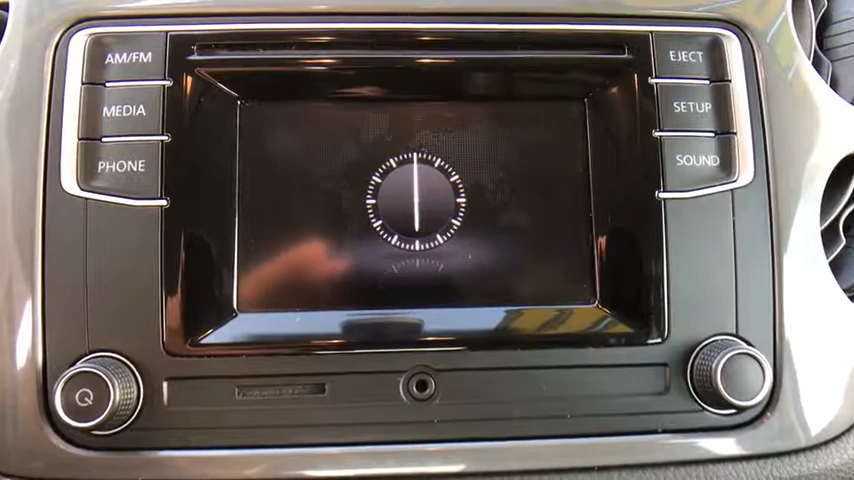 AM/FM
MEDIA
PHONE
EJECT
SETUP
SOUND